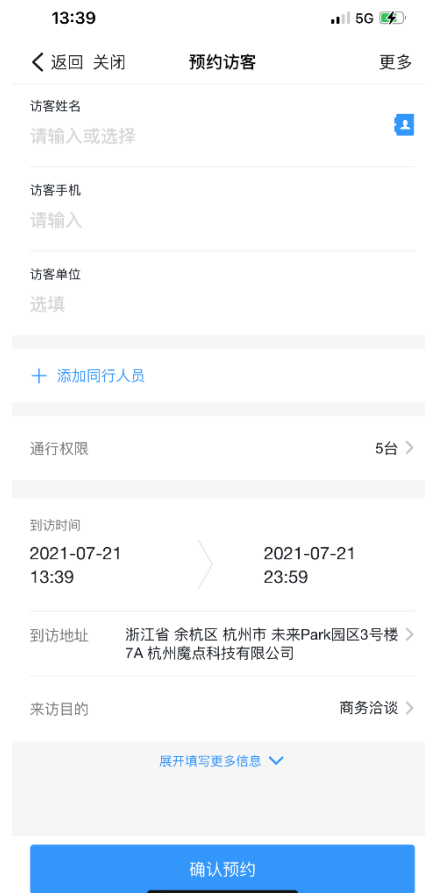 13:39
5G
返回 关闭 预约访客 更多
访客姓名
请输入或选择
访客手机
请输入
访客单位
选填
添加同行人员
通行权限 5台
到访时间
2021-07-21 2021-07-21
13:39 23:59
到访地址 浙江省 余杭区 杭州市 未来Park园区3号楼
7A 杭州魔点科技有限公司
来访目的 商务洽谈
展开填写更多信息
确认预约